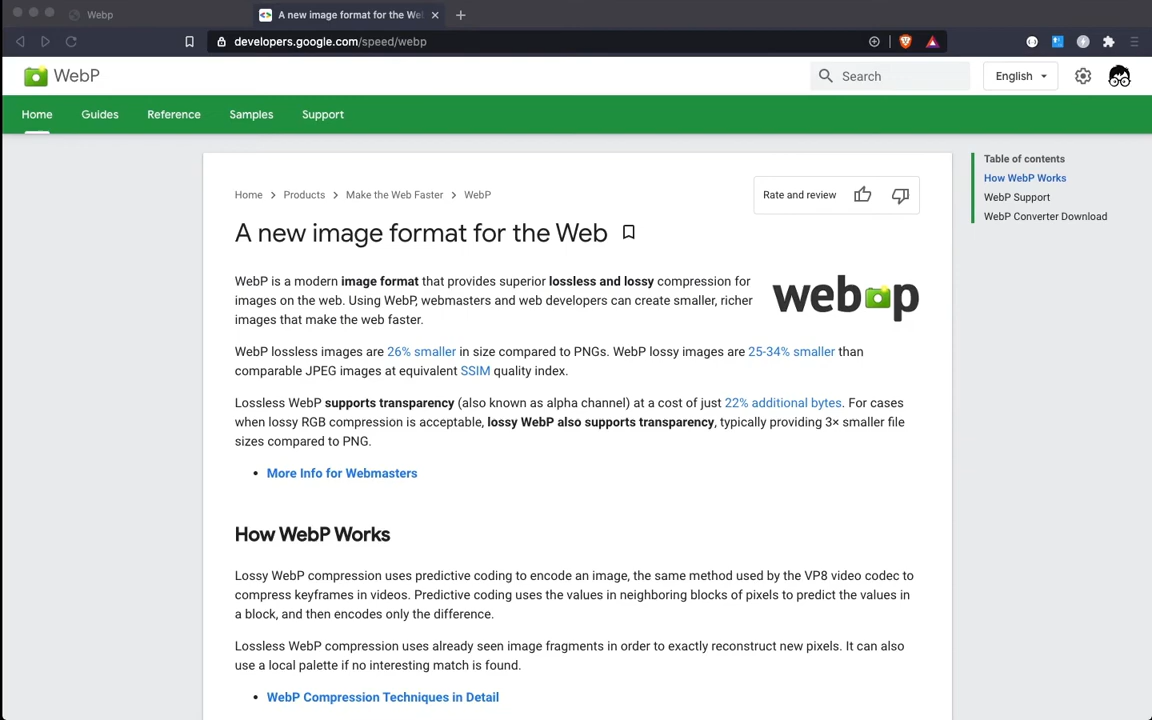 Webp
A new image format for the We
developers.google.com/speed/webp
WebP
Search
English
Home
Guides
Reference
Samples
Support
Home
Products
Make the Web Faster
WebP
Rate and review
A new image format for the Web
WebP is a modern image format that provides superior lossless and lossy compression for
images on the web. Using WebP, webmasters and web developers can create smaller, richer
images that make the web faster.
webp
WebP lossless images are 26% smaller in size compared to PNGs. WebP lossy images are 25-34% smaller than
comparable JPEG images at equivalent SSIM quality index.
Lossless WebP supports transparency (also known as alpha channel) at a cost of just 22% additional bytes. For cases
when lossy RGB compression is acceptable, lossy WebP also supports transparency, typically providing 3× smaller file
sizes compared to PNG.
• More Info for Webmasters
How WebP Works
Lossy WebP compression uses predictive coding to encode an image, the same method used by the VP8 video codec to
compress keyframes in videos. Predictive coding uses the values in neighboring blocks of pixels to predict the values in
a block, and then encodes only the difference.
Lossless WebP compression uses already seen image fragments in order to exactly reconstruct new pixels. It can also
use a local palette if no interesting match is found.
• WebP Compression Techniques in Detail
Table of contents
How WebP Works
WebP Support
WebP Converter Download